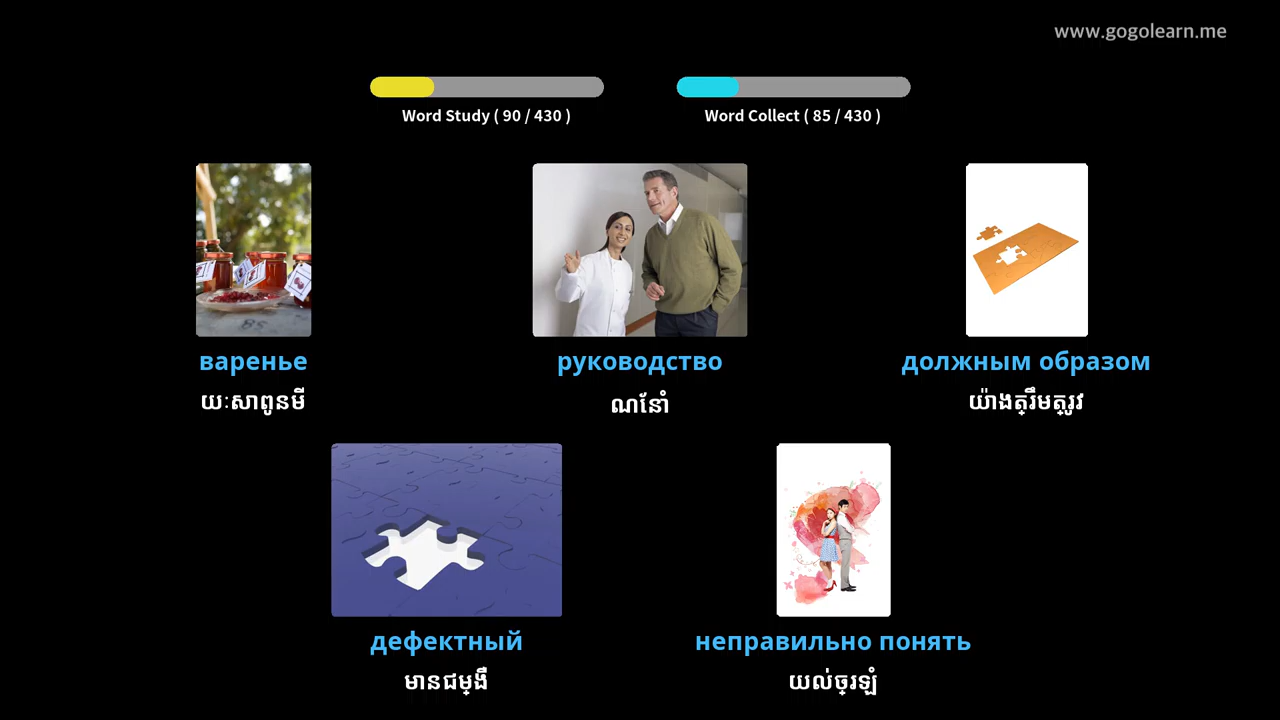 www.gogolearn.me
Word Study ( 90 / 430 )
Word Collect ( 85 / 430 )
варенье
руководство
должным образом
យៈសាពូនមី
ណនែាំ
យ៉ាងត្រឹមត្រូវ
дефектный
неправильно понять
មានជម្ងឺ
យល់ច្រឡំ